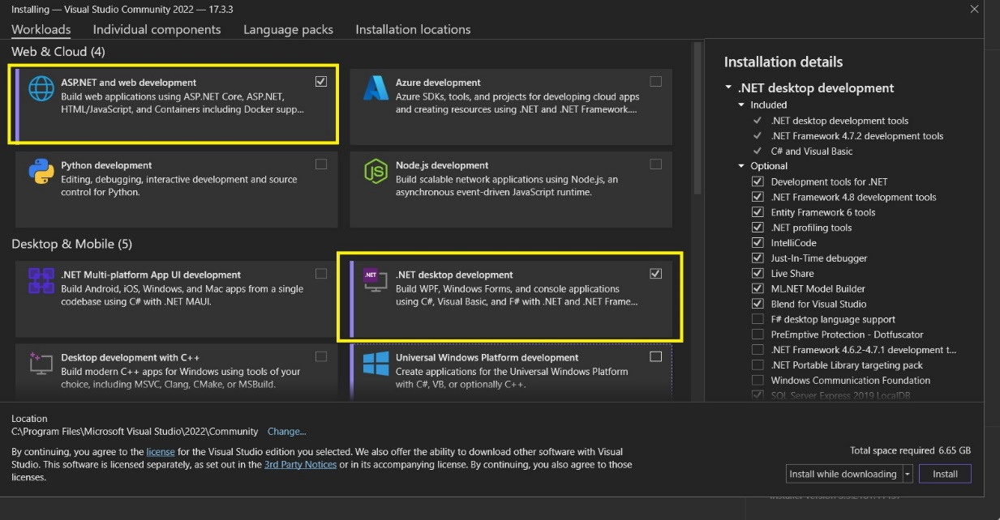 Installing — Visual Studio Community 2022 — 17.3.3
Workloads
Individual components
Language packs
Installation locations
Web & Cloud (4)
ASP.NET and web development
Build web applications using ASP.NET Core, ASP.NET,
HTML/JavaScript, and Containers including Docker supp...
Azure development
Azure SDKs, tools, and projects for developing cloud apps
and creating resources using .NET and .NET Framework....
Python development
Editing, debugging, interactive development and source
control for Python.
JS
Node.js development
Build scalable network applications using Node.js, an
asynchronous event-driven JavaScript runtime.
Desktop & Mobile (5)
.NET Multi-platform App UI development
Build Android, iOS, Windows, and Mac apps from a single
codebase using C# with .NET MAUI.
.NET
.NET desktop development
Build WPF, Windows Forms, and console applications
using C#, Visual Basic, and F# with .NET and .NET Frame...
Desktop development with C++
Build modern C++ apps for Windows using tools of your
choice, including MSVC, Clang, CMake, or MSBuild.
Universal Windows Platform development
Create applications for the Universal Windows Platform
with C#, VB, or optionally C++.
Installation details
.NET desktop development
Included
.NET desktop development tools
.NET Framework 4.7.2 development tools
C# and Visual Basic
Optional
Development tools for .NET
.NET Framework 4.8 development tools
Entity Framework 6 tools
.NET profiling tools
IntelliCode
Just-In-Time debugger
Live Share
ML.NET Model Builder
Blend for Visual Studio
F# desktop language support
PreEmptive Protection - Dotfuscator
.NET Framework 4.6.2-4.7.1 development t...
.NET Portable Library targeting pack
Windows Communication Foundation
SQL Server Express 2019 LocalDB
Location
C:\Program Files\Microsoft Visual Studio\2022\Community Change...
By continuing, you agree to the license for the Visual Studio edition you selected. We also offer the ability to download other software with Visual
Studio. This software is licensed separately, as set out in the 3rd Party Notices or in its accompanying license. By continuing, you also agree to those
licenses.
Total space required 6.65 GB
Install while downloading
Install